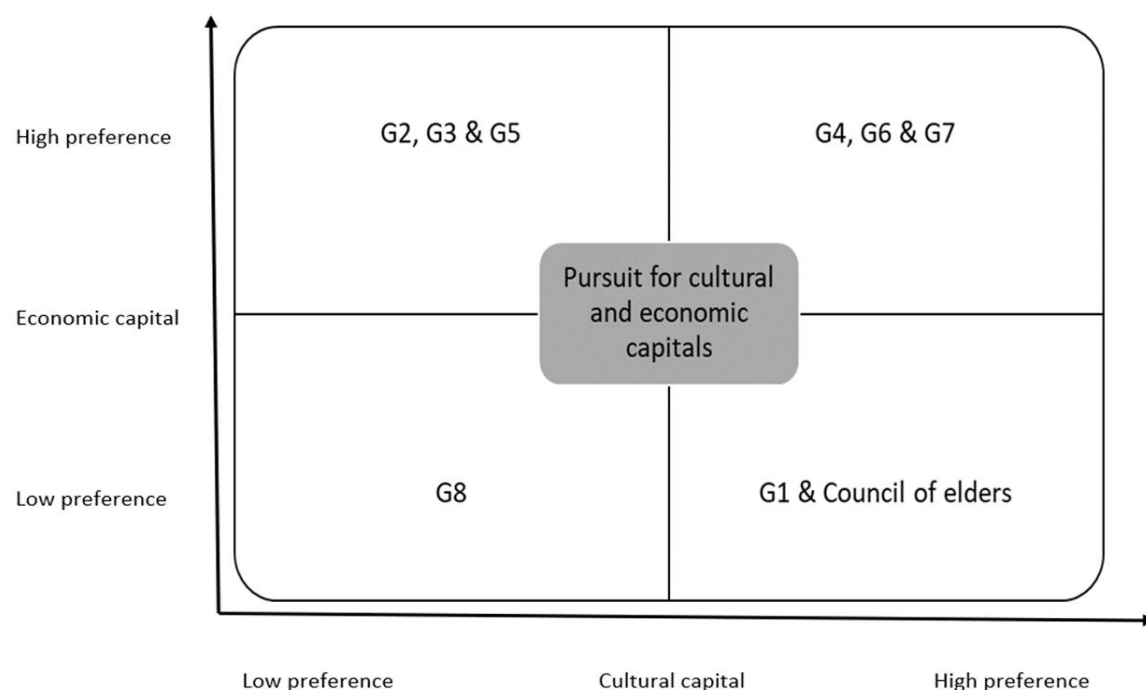 High preference
G2, G3 & G5
G4, G6 & G7
Pursuit for cultural
and economic
capitals
Economic capital
Low preference
G8
G1 & Council of elders
Low preference
Cultural capital
High preference